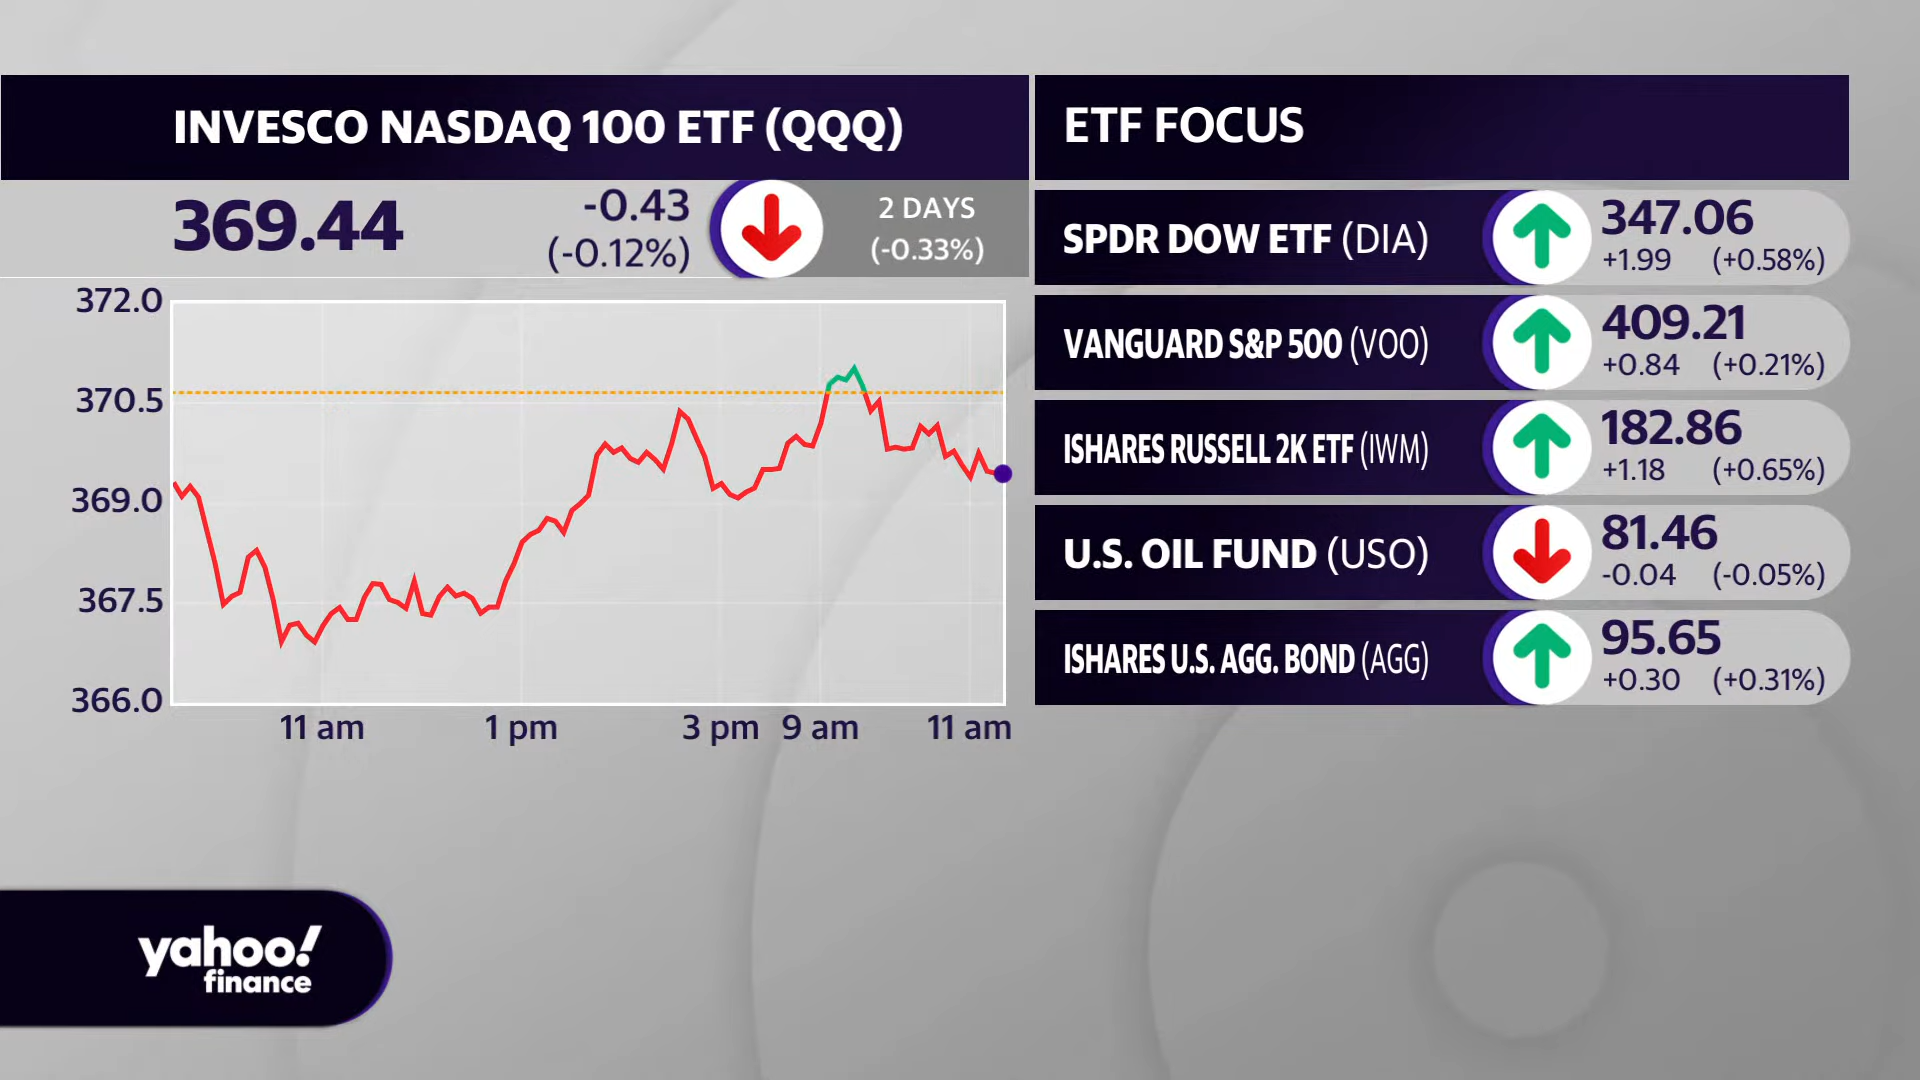 INVESCO NASDAQ 100 ETF (QQQ)
369.44
-0.43
(-0.12%)
2 DAYS
(-0.33%)
372.0
370.5
369.0
367.5
366.0
11 am 1 pm 3 pm 9 am 11 am
ETF FOCUS
SPDR DOW ETF (DIA)
347.06
+1.99 (+0.58%)
VANGUARD S&P 500 (VOO)
409.21
+0.84 (+0.21%)
ISHARES RUSSELL 2K ETF (IWM)
182.86
+1.18 (+0.65%)
U.S. OIL FUND (USO)
81.46
-0.04 (-0.05%)
ISHARES U.S. AGG. BOND (AGG)
95.65
+0.30 (+0.31%)
yahoo!
finance